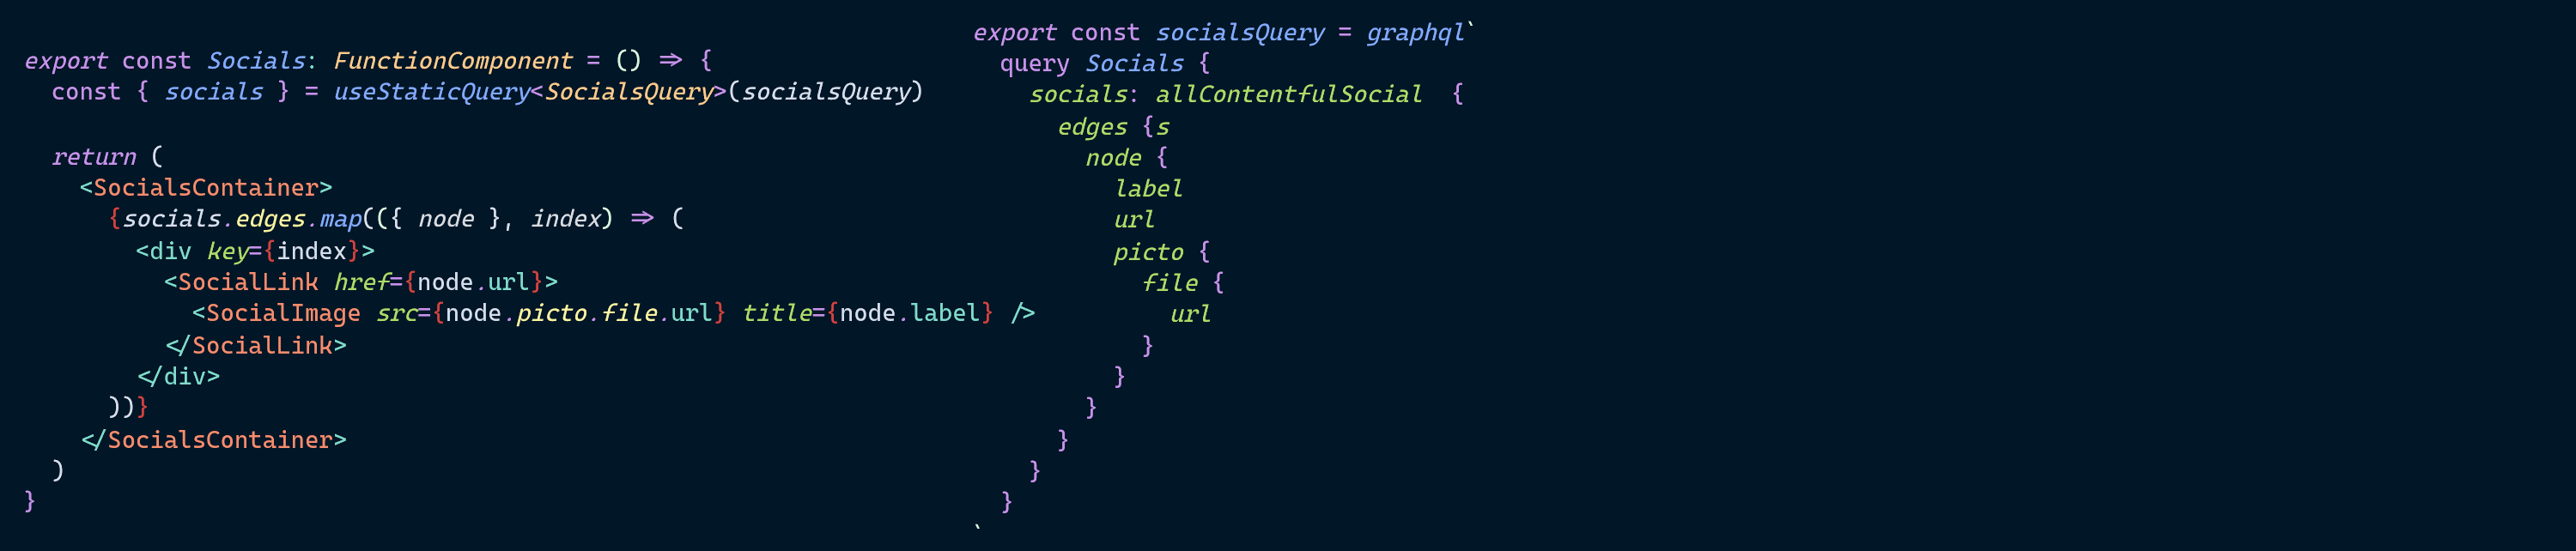 export const Socials: FunctionComponent = () => {
  const { socials } = useStaticQuery<SocialsQuery>(socialsQuery)

  return (
    <SocialsContainer>
      {socials.edges.map(({ node }, index) => (
        <div key={index}>
          <SocialLink href={node.url}>
            <SocialImage src={node.picto.file.url} title={node.label} />
          </SocialLink>
        </div>
      ))}
    </SocialsContainer>
  )
}
export const socialsQuery = graphql`
  query Socials {
    socials: allContentfulSocial  {
      edges {s
        node {
          label
          url
          picto {
            file {
              url
            }
          }
        }
      }
    }
  }
`